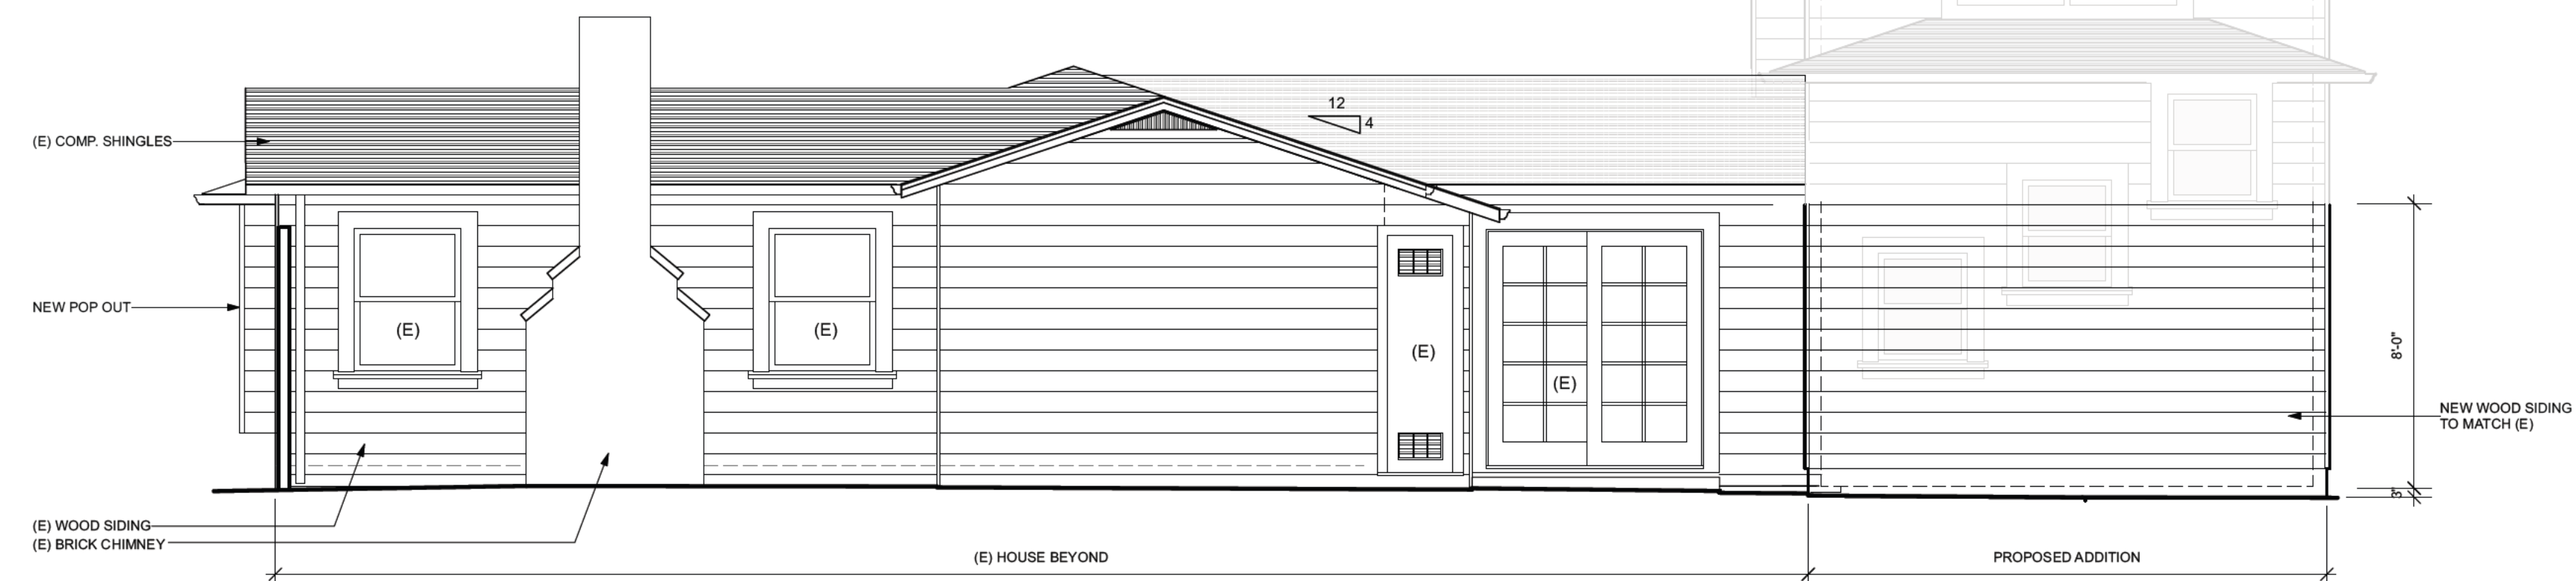 12
4
(E) COMP. SHINGLES
NEW POP OUT
(E)
(E)
(E)
(E)
8'-0"
NEW WOOD SIDING
TO MATCH (E)
3"
(E) WOOD SIDING
(E) BRICK CHIMNEY
(E) HOUSE BEYOND
PROPOSED ADDITION